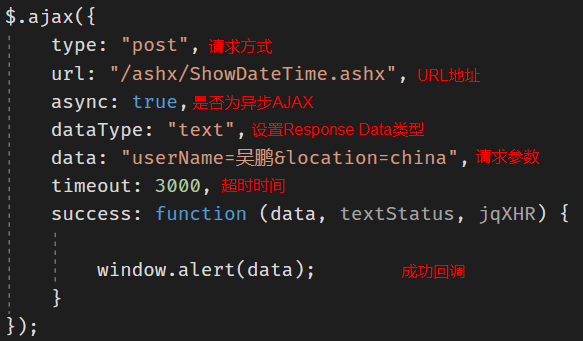 $.ajax({
type: "post", 请求方式
url: "/ashx/ShowDateTime.ashx", URL地址
async: true, 是否为异步AJAX
dataType: "text", 设置Response Data类型
data: "userName=吴鹏&location=china", 请求参数
timeout: 3000, 超时时间
success: function (data, textStatus, jqXHR) {
window.alert(data); 成功回调
}
});